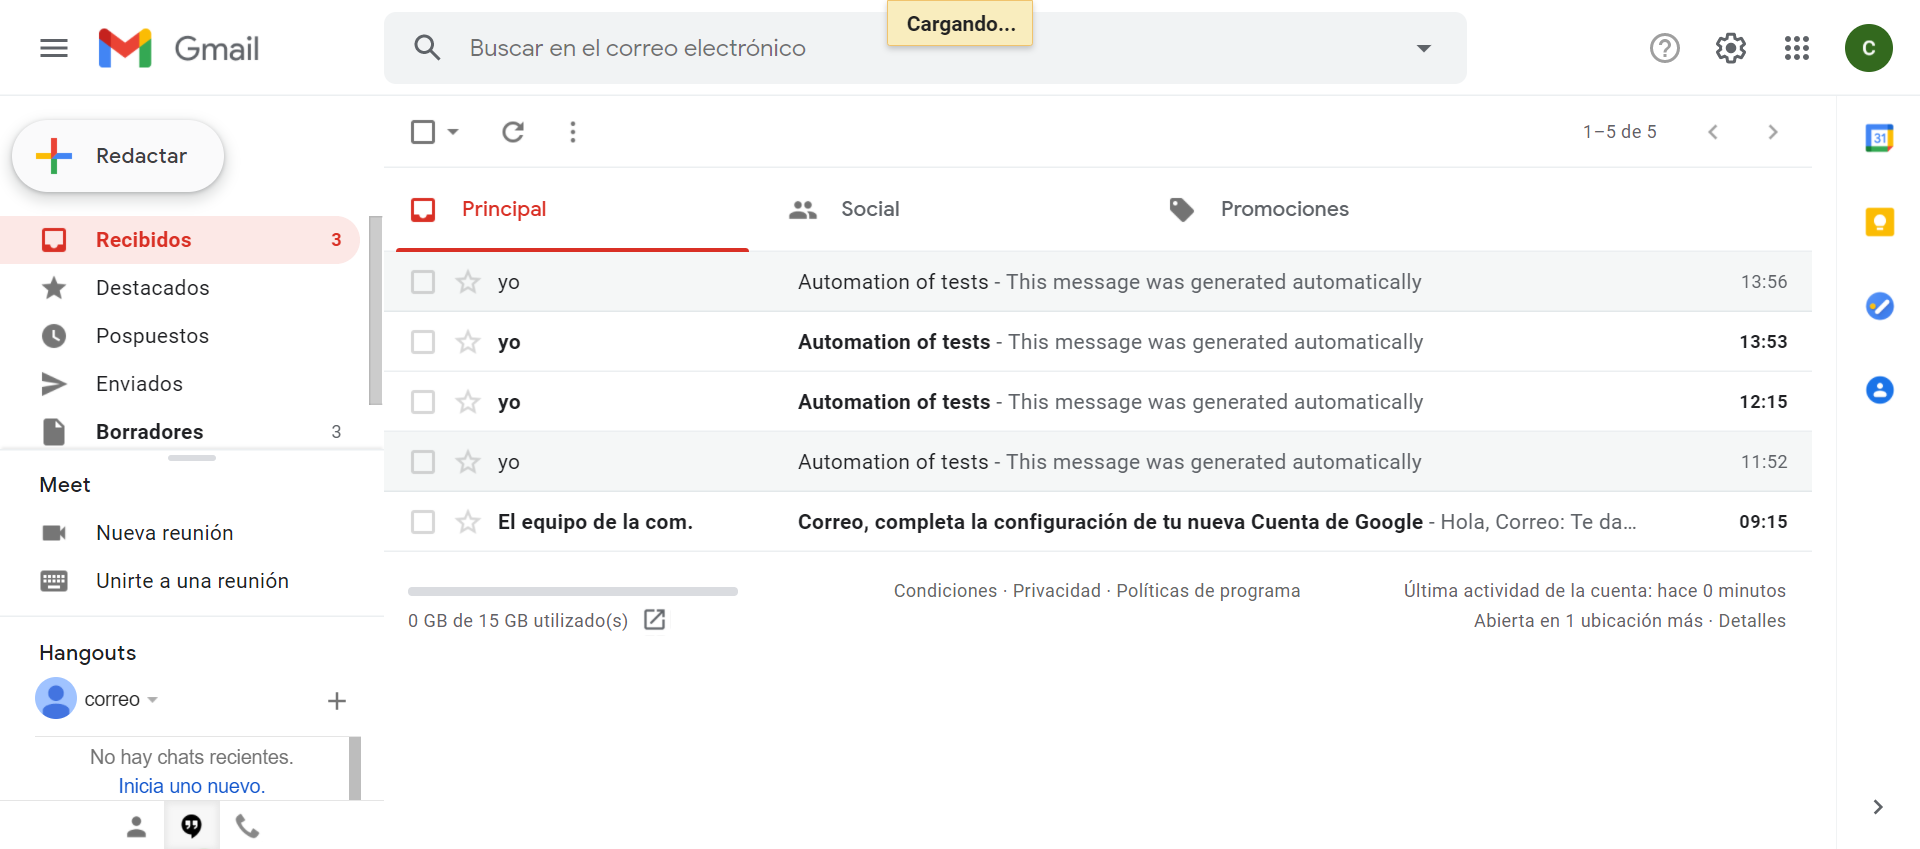 Cargando...
Gmail
Buscar en el correo electrónico
C
Redactar
1–5 de 5
31
Principal
Social
Promociones
Recibidos 3
Destacados
Pospuestos
Enviados
Borradores 3
yo Automation of tests - This message was generated automatically 13:56
yo Automation of tests - This message was generated automatically 13:53
yo Automation of tests - This message was generated automatically 12:15
yo Automation of tests - This message was generated automatically 11:52
El equipo de la com. Correo, completa la configuración de tu nueva Cuenta de Google - Hola, Correo: Te da... 09:15
Meet
Nueva reunión
Unirte a una reunión
Hangouts
correo
No hay chats recientes.
Inicia uno nuevo.
0 GB de 15 GB utilizado(s)
Condiciones · Privacidad · Políticas de programa
Última actividad de la cuenta: hace 0 minutos
Abierta en 1 ubicación más · Detalles